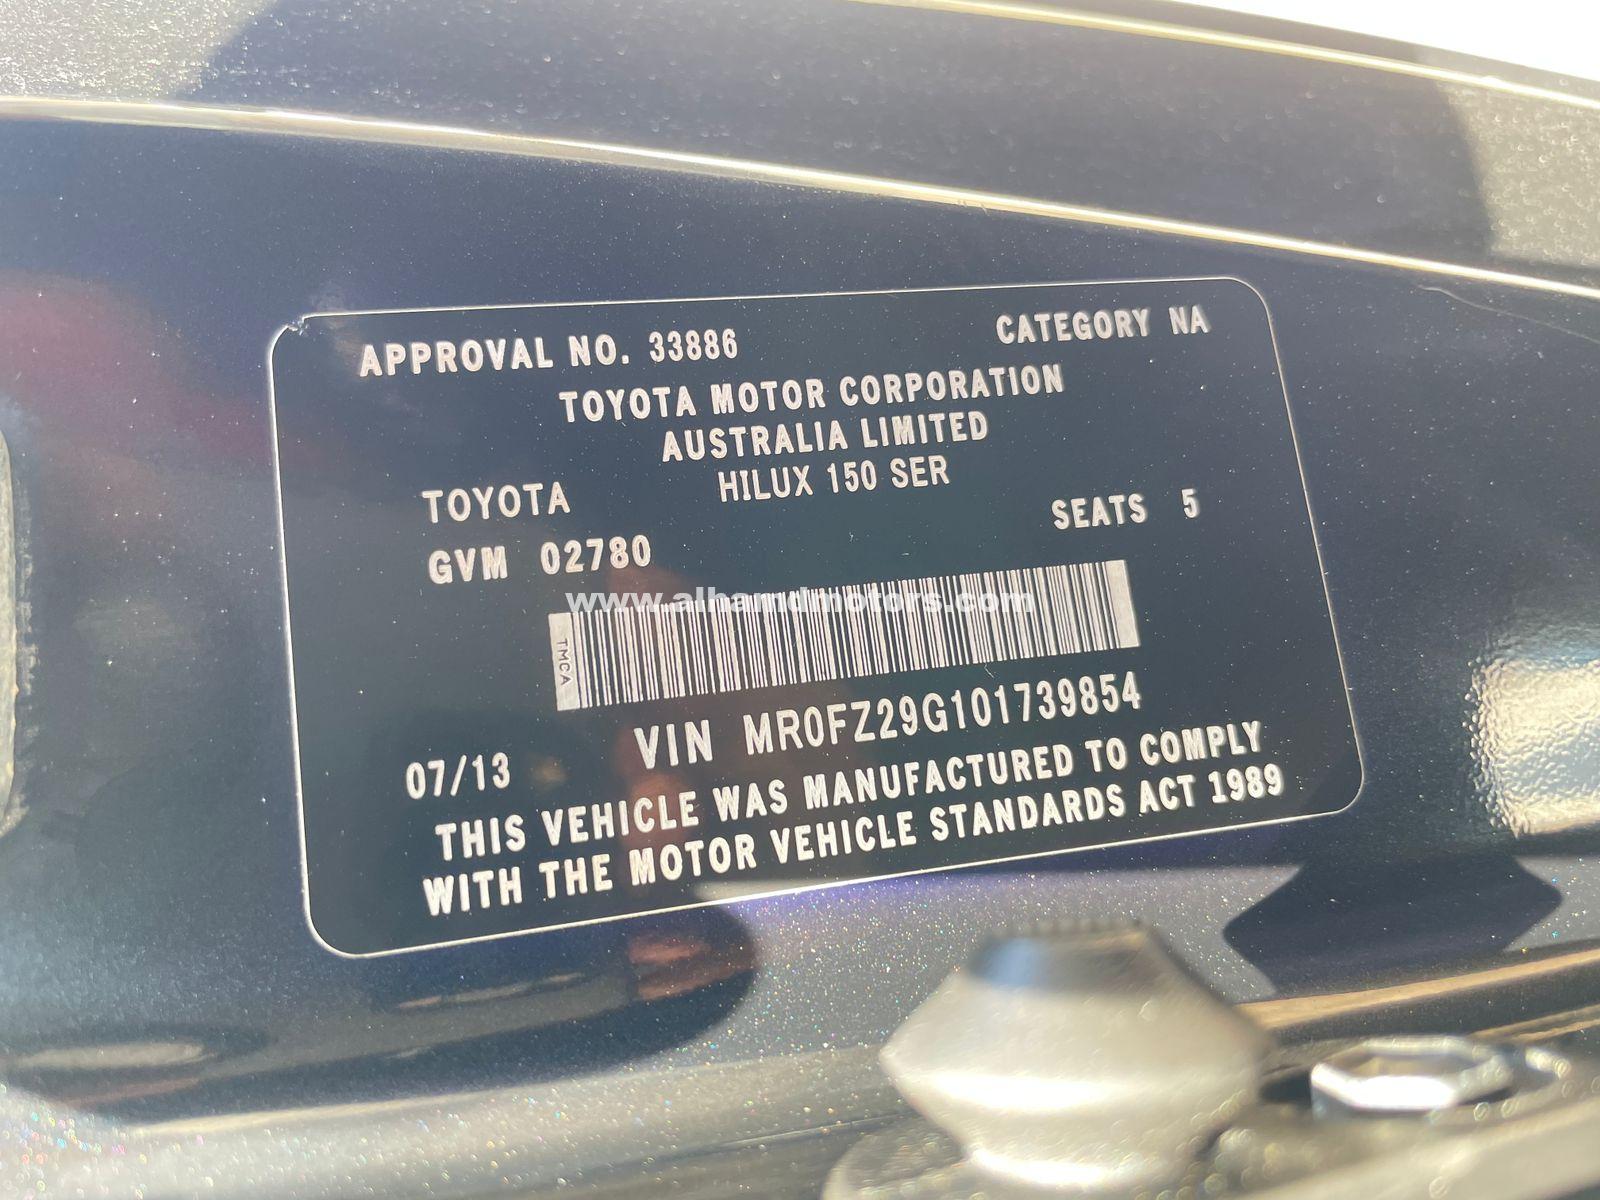 APPROVAL NO. 33886 CATEGORY NA
TOYOTA MOTOR CORPORATION
AUSTRALIA LIMITED
TOYOTA HILUX 150 SER
GVM 02780 SEATS 5
www.alhamdmotors.com
TMCA
VIN MR0FZ29G101739854
07/13
THIS VEHICLE WAS MANUFACTURED TO COMPLY
WITH THE MOTOR VEHICLE STANDARDS ACT 1989